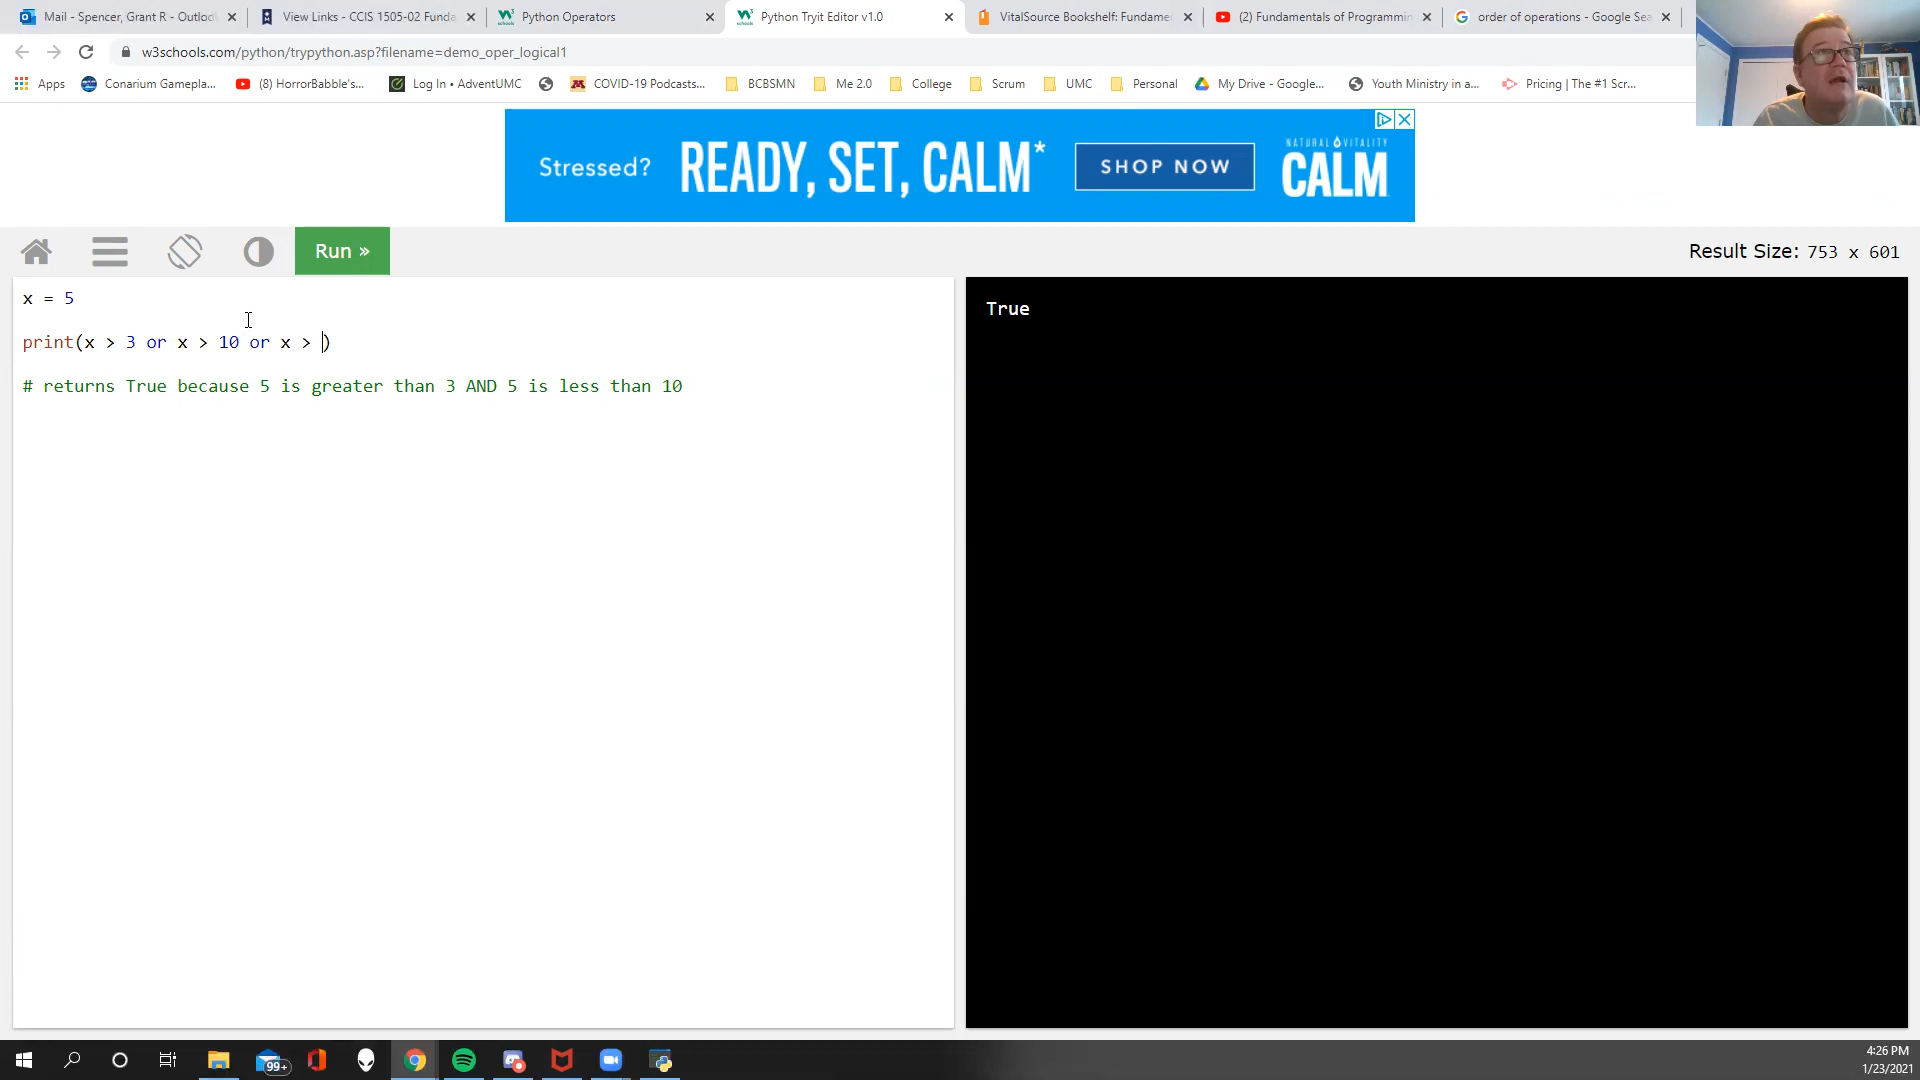 Mail - Spencer, Grant R - Outloo
View Links - CCIS 1505-02 Funda
Python Operators
Python Tryit Editor v1.0
VitalSource Bookshelf: Fundame
(2) Fundamentals of Programmin
order of operations - Google Sea
w3schools.com/python/trypython.asp?filename=demo_oper_logical1
Apps
Conarium Gamepla...
(8) HorrorBabble's...
Log In • AdventUMC
COVID-19 Podcasts...
BCBSMN
Me 2.0
College
Scrum
UMC
Personal
My Drive - Google...
Youth Ministry in a...
Pricing | The #1 Scr...
Stressed?
READY, SET, CALM*
SHOP NOW
NATURAL VITALITY
CALM
Run »
Result Size: 753 x 601
x = 5
print(x > 3 or x > 10 or x > )
# returns True because 5 is greater than 3 AND 5 is less than 10
True
99+
4:26 PM
1/23/2021